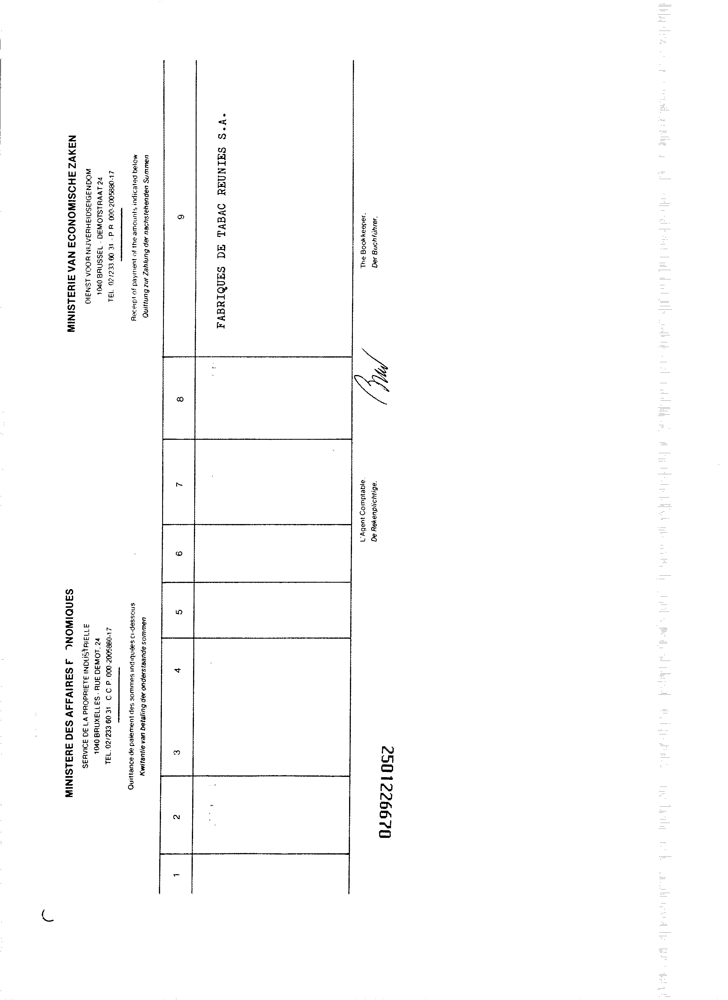 MINISTERE DES AFFAIRES E NOMIQUES
SERVICE DE LA PROPRIETE INDUSTRIELLE
1040 BRUXELLES - RUE DEMOT, 24
TEL. 02/233 60 31 C C P 000-2005880-17
Quittance de paiement des sommes indiquées ci-dessous
Kwitantie van betaling der onderstaande sommen
MINISTERIE VAN ECONOMISCHE ZAKEN
DIENST VOOR NIJVERHEIDSEIGENDOM
1040 BRUSSEL - DEMOTSTRAAT 24
TEL. 02/233 60 31 - P R 000-2005880-17
Receipt of payment of the amounts indicated below
Quittung zur Zahlung der nachstehenden Summen
1 2 3 4 5 6 7 8 9
FABRIQUES DE TABAC REUNIES S.A.
L'Agent Comptable
De Rekenplichtige,
The Bookkeeper,
Der Buchführer,
2501226670